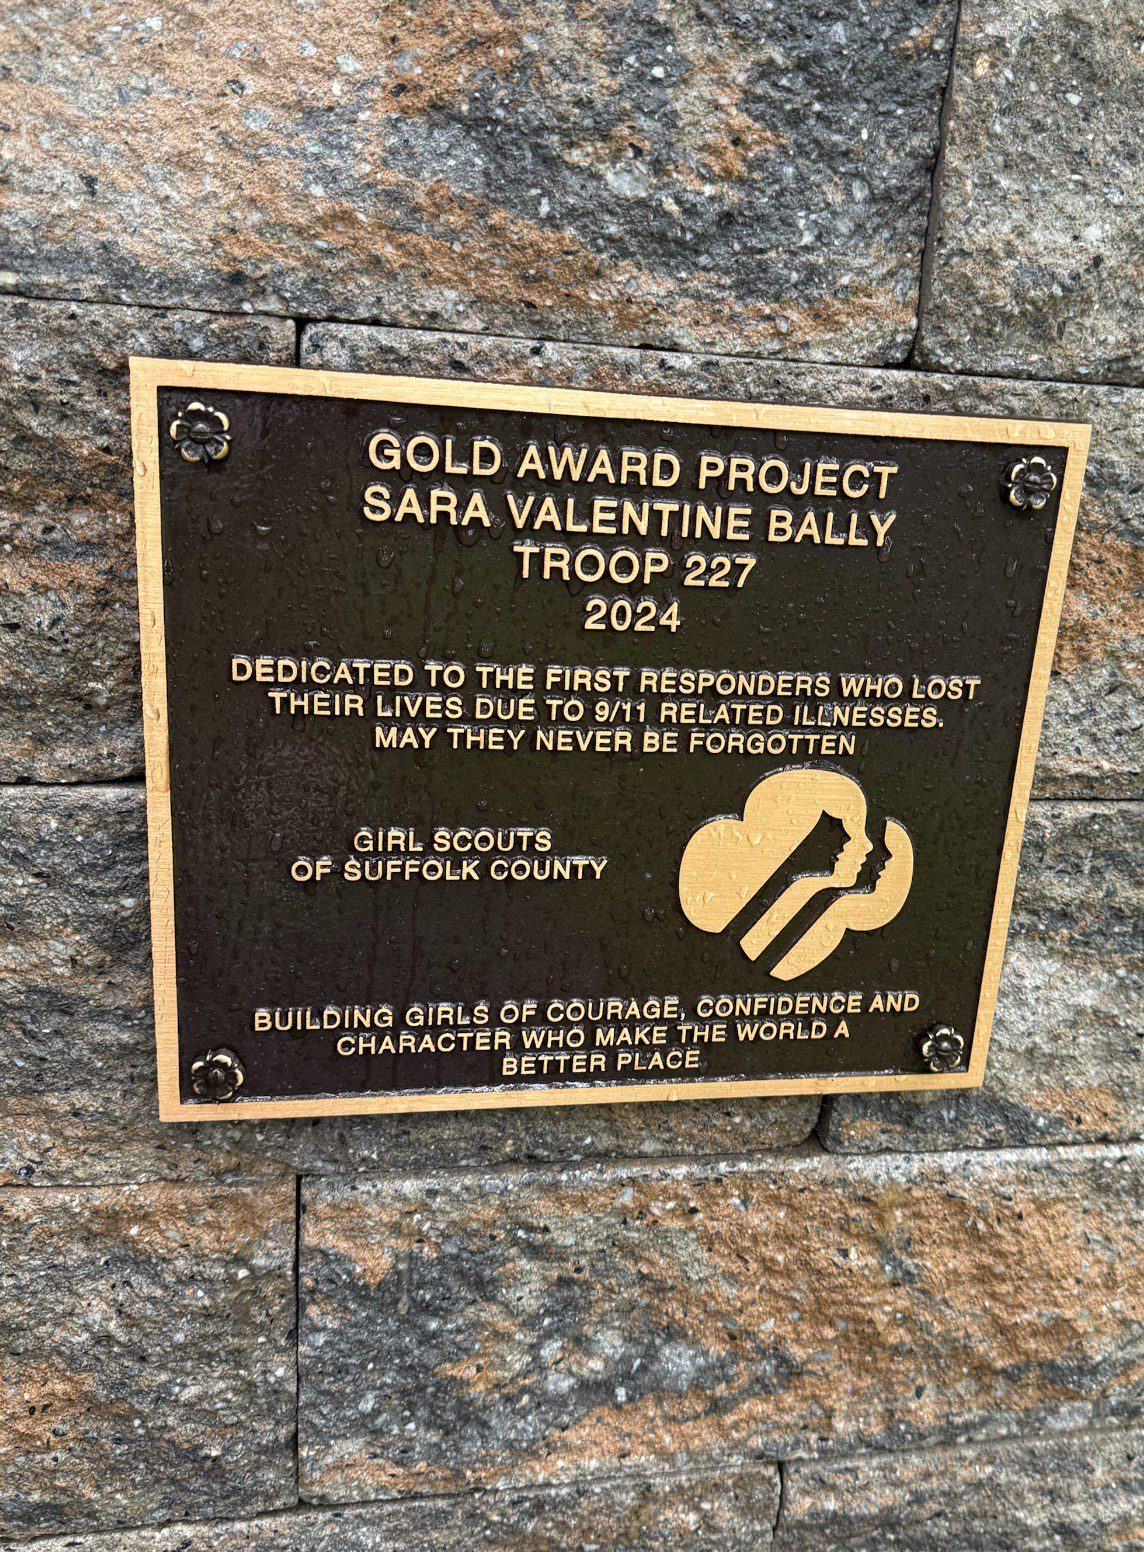 GOLD AWARD PROJECT
SARA VALENTINE BALLY
TROOP 227
2024
DEDICATED TO THE FIRST RESPONDERS WHO LOST
THEIR LIVES DUE TO 9/11 RELATED ILLNESSES.
MAY THEY NEVER BE FORGOTTEN
GIRL SCOUTS
OF SUFFOLK COUNTY
BUILDING GIRLS OF COURAGE, CONFIDENCE AND
CHARACTER WHO MAKE THE WORLD A
BETTER PLACE